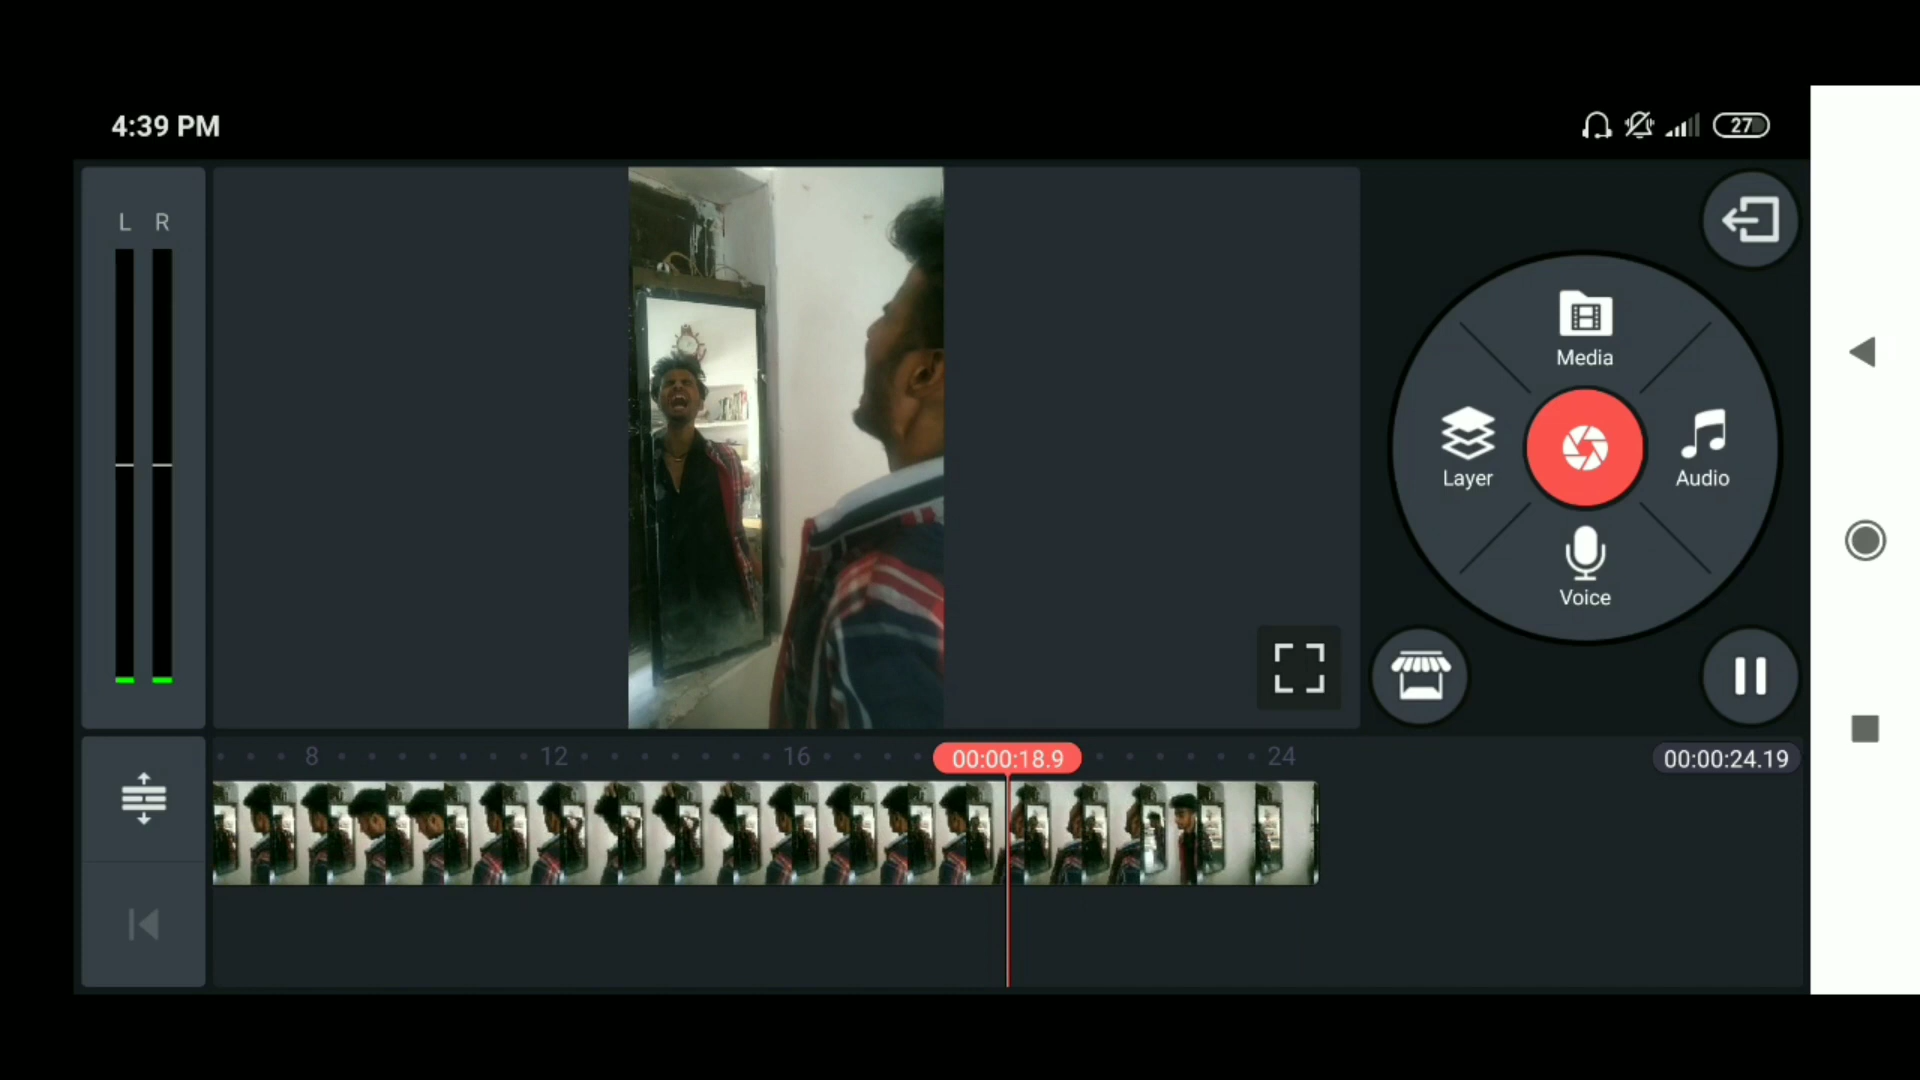 4:39 PM
27
L R
Media
Layer
Audio
Voice
8
12
16
00:00:18.9
24
00:00:24.19